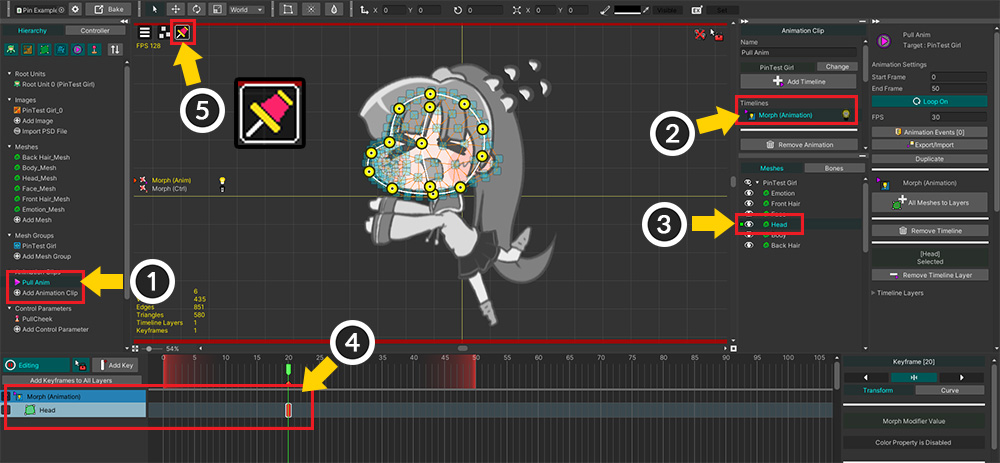 Pin Example
Bake
World
X 0
Y 0
X 0
Y 0
Visible
Set
Hierarchy
Controller
Root Units
Root Unit 0 (PinTest Girl)
Images
PinTest Girl_0
Add Image
Import PSD File
Meshes
Back Hair_Mesh
Body_Mesh
Head_Mesh
Face_Mesh
Front Hair_Mesh
Emotion_Mesh
Add Mesh
Mesh Groups
PinTest Girl
Add Mesh Group
Animation Clips
Pull Anim
Add Animation Clip
Control Parameters
PullCheek
Add Control Parameter
1
FPS 128
5
Morph (Anim)
Morph (Ctrl)
6
435
Edges 851
Triangles 580
Timeline Layers 1
Keyframes 1
54%
2
3
4
Animation Clip
Name
Pull Anim
PinTest Girl
Change
Add Timeline
Timelines
Morph (Animation)
Remove Animation
Meshes
Bones
PinTest Girl
Emotion
Front Hair
Head
Body
Back Hair
Pull Anim
Target : PinTest Girl
Animation Settings
Start Frame 0
End Frame 50
Loop On
FPS 30
Animation Events [0]
Export/Import
Duplicate
Morph (Animation)
All Meshes to Layers
Remove Timeline
[Head]
Selected
Remove Timeline Layer
Timeline Layers
Editing
Add Key
0 5 10 15 20 25 30 35 40 45 50 55 60 65 70 75 80 85 90 95 100 105
Add Keyframes to All Layers
Morph (Animation)
Head
Keyframe [20]
Transform
Curve
Morph Modifier Value
Color Property is Disabled